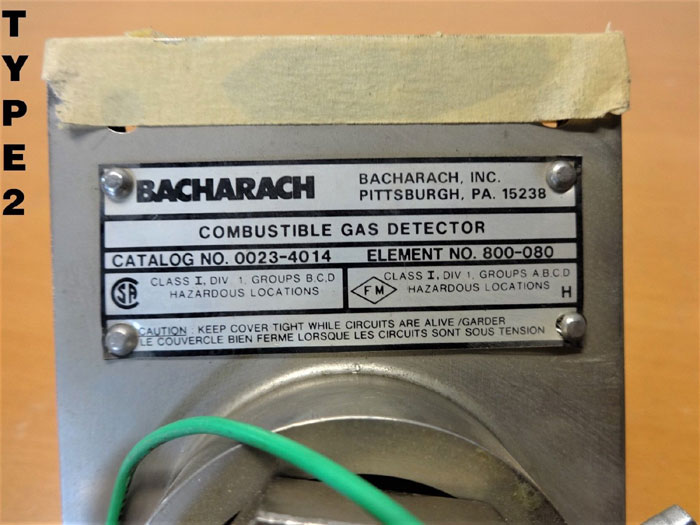 TYPE2
BACHARACH
BACHARACH, INC.
PITTSBURGH, PA. 15238
COMBUSTIBLE GAS DETECTOR
CATALOG NO. 0023-4014 ELEMENT NO. 800-080
SA
CLASS I, DIV 1, GROUPS B,C,D
HAZARDOUS LOCATIONS
FM
CLASS I, DIV 1, GROUPS A,B,C,D
HAZARDOUS LOCATIONS H
CAUTION : KEEP COVER TIGHT WHILE CIRCUITS ARE ALIVE /GARDER
LE COUVERCLE BIEN FERME LORSQUE LES CIRCUITS SONT SOUS TENSION